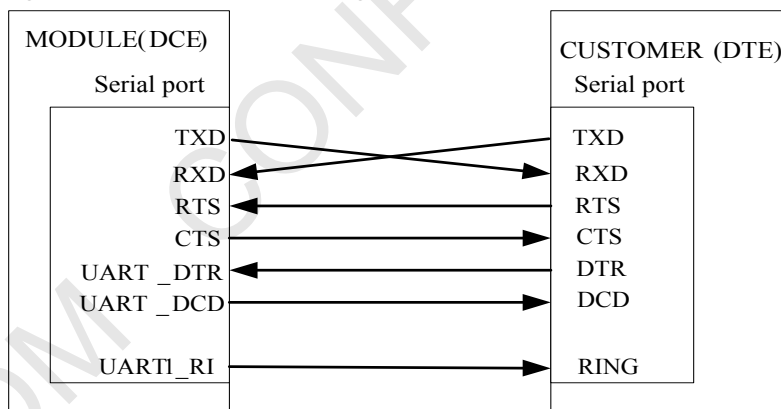 MODULE(DCE)
Serial port
TXD
RXD
RTS
CTS
UART _DTR
UART _DCD
UART1_RI
CUSTOMER (DTE)
Serial port
TXD
RXD
RTS
CTS
DTR
DCD
RING